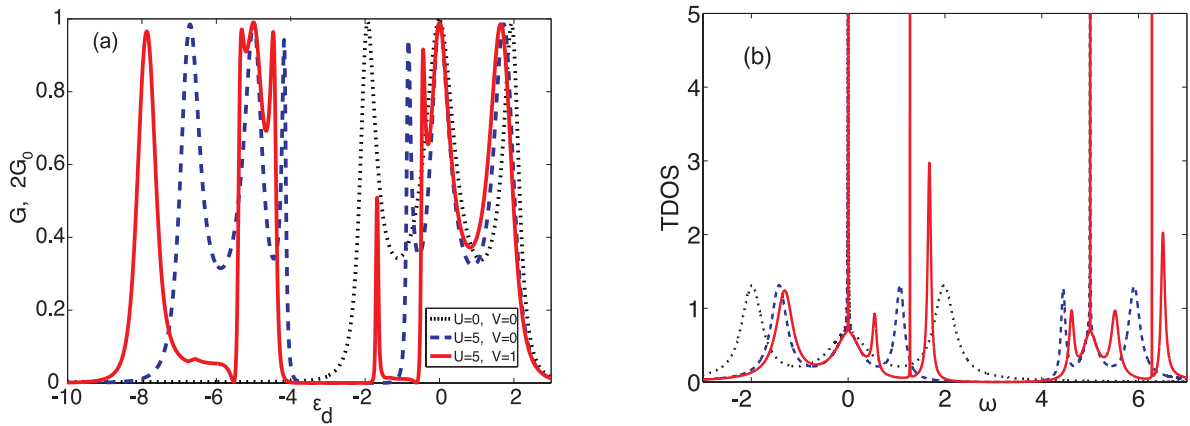 (a)
G, 2G₀
1
0.8
0.6
0.4
0.2
0
-10 -8 -6 -4 -2 0 2
ε_d
U=0, V=0
U=5, V=0
U=5, V=1
(b)
TDOS
5
4
3
2
1
0
-2 0 2 4 6
ω